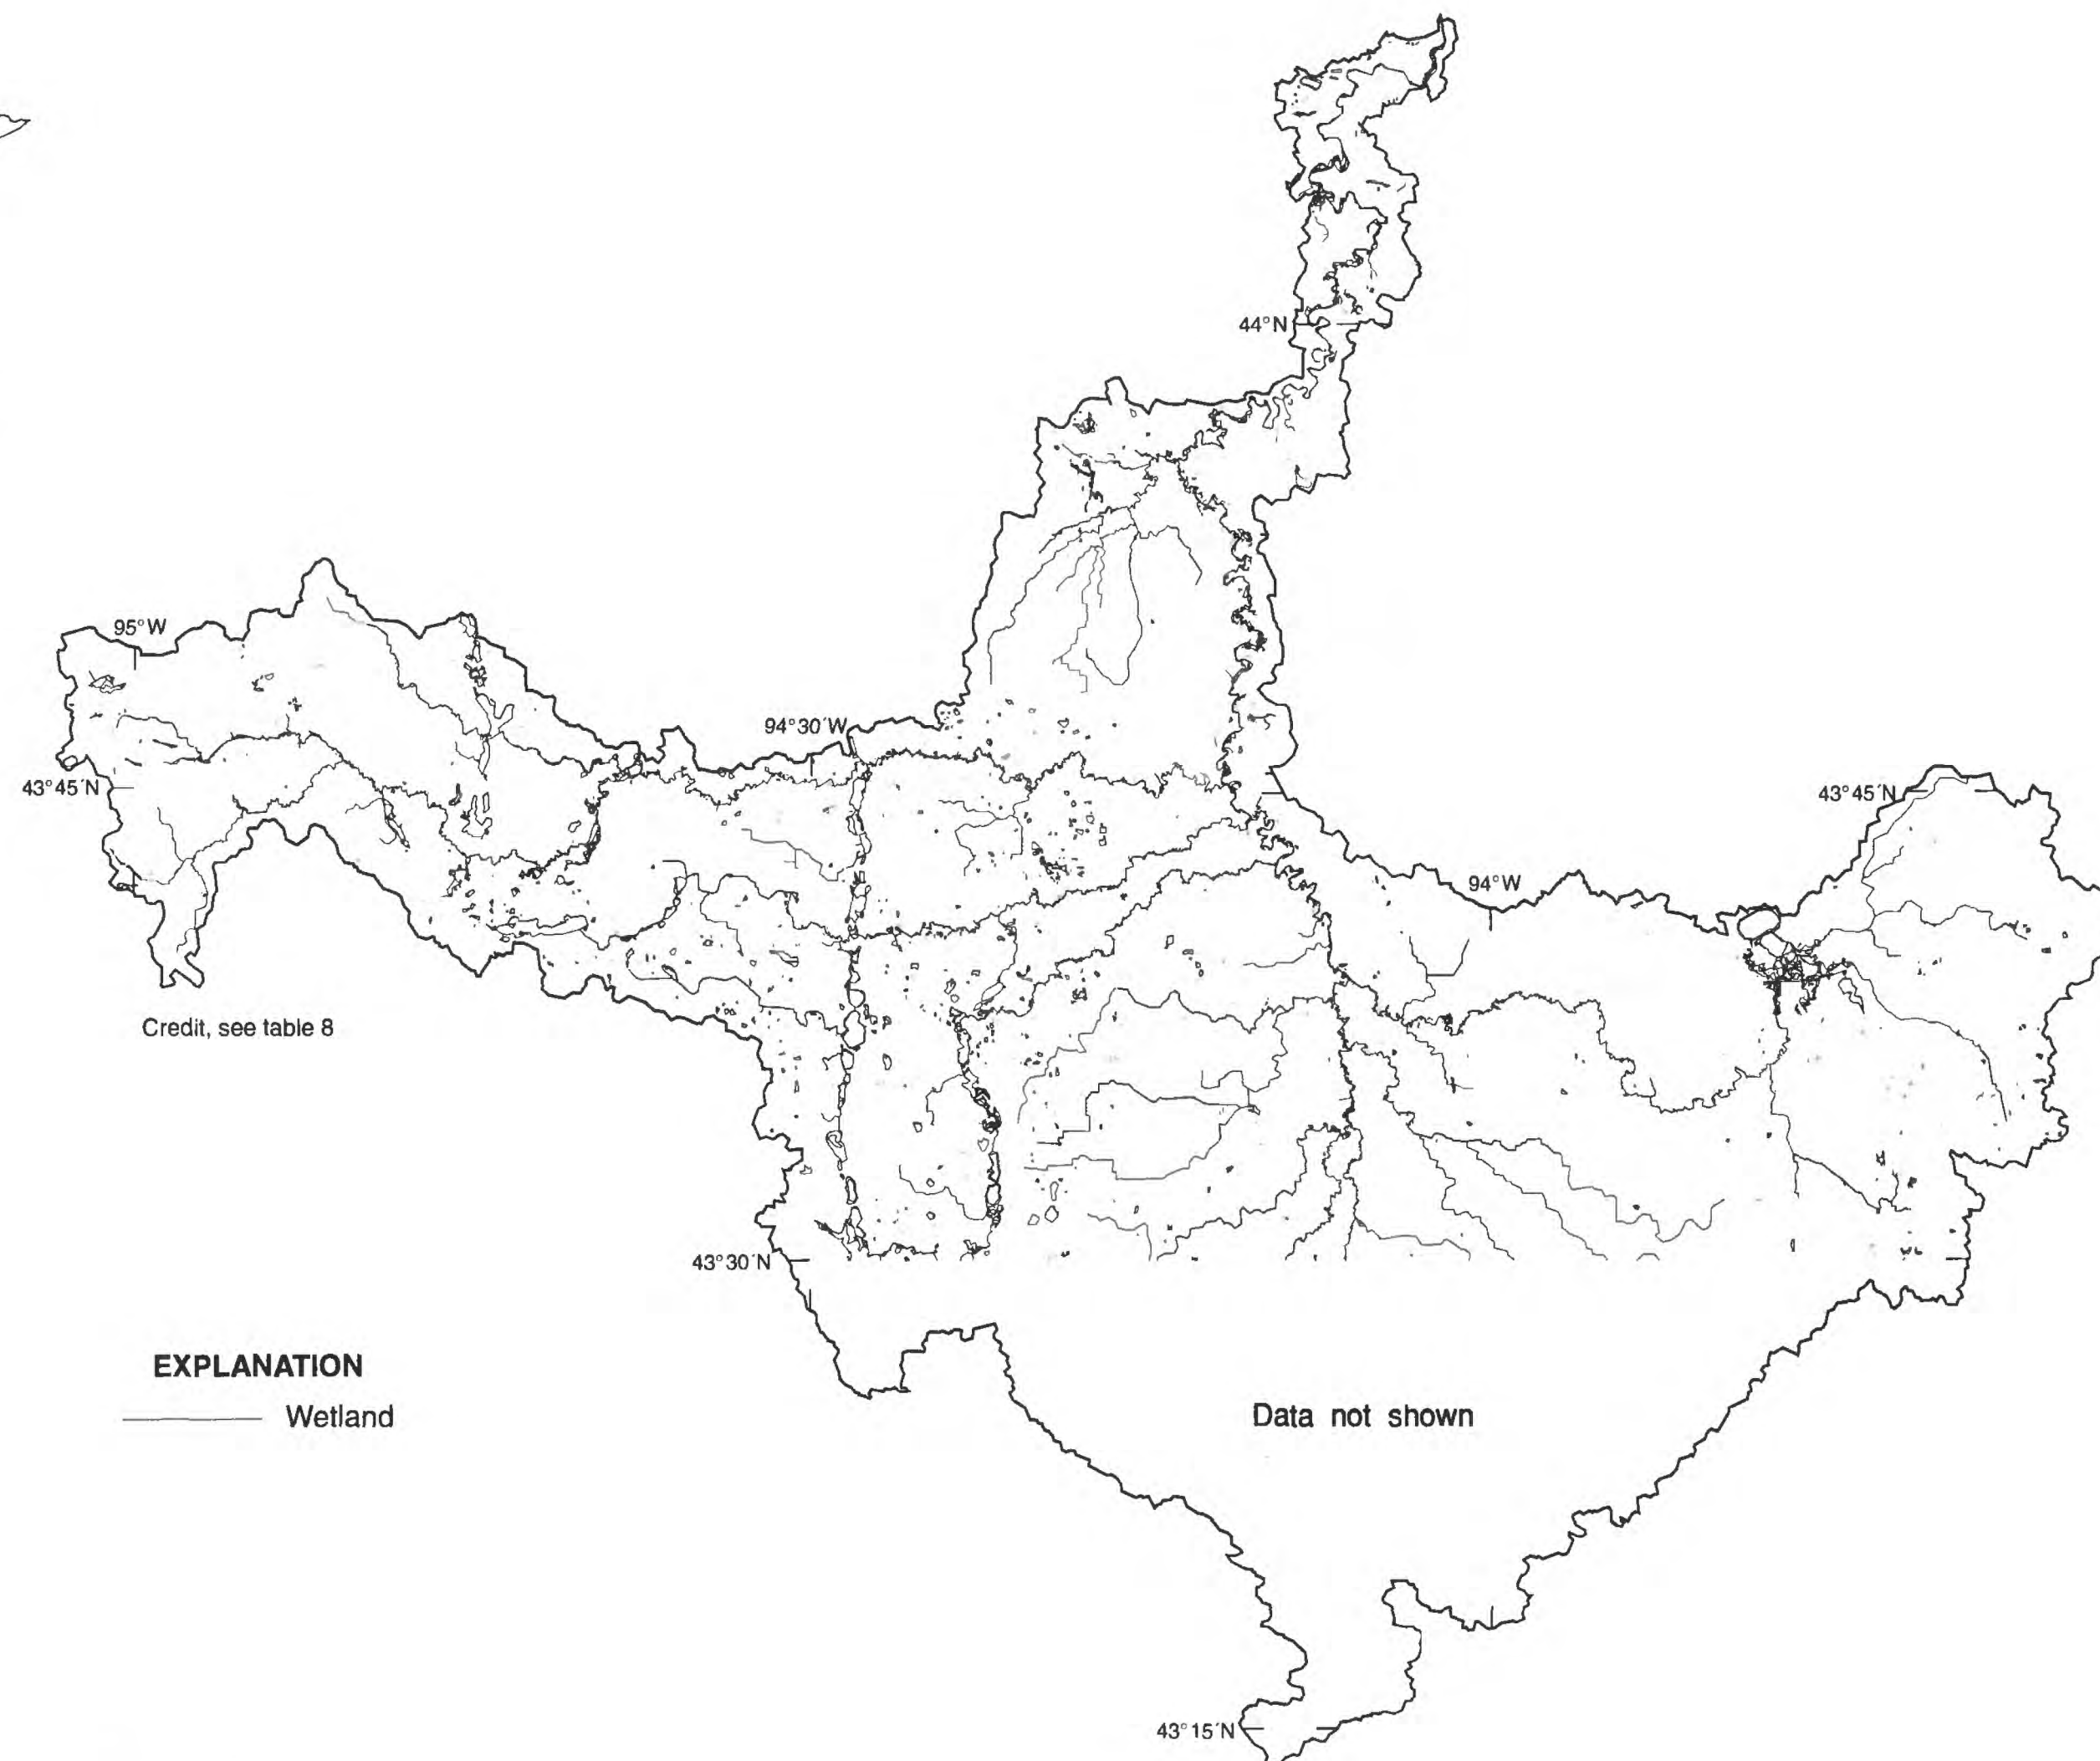 44°N
95°W
94°30´W
43°45´N
43°45´N
94°W
Credit, see table 8
43°30´N
EXPLANATION
Wetland
Data not shown
43°15´N